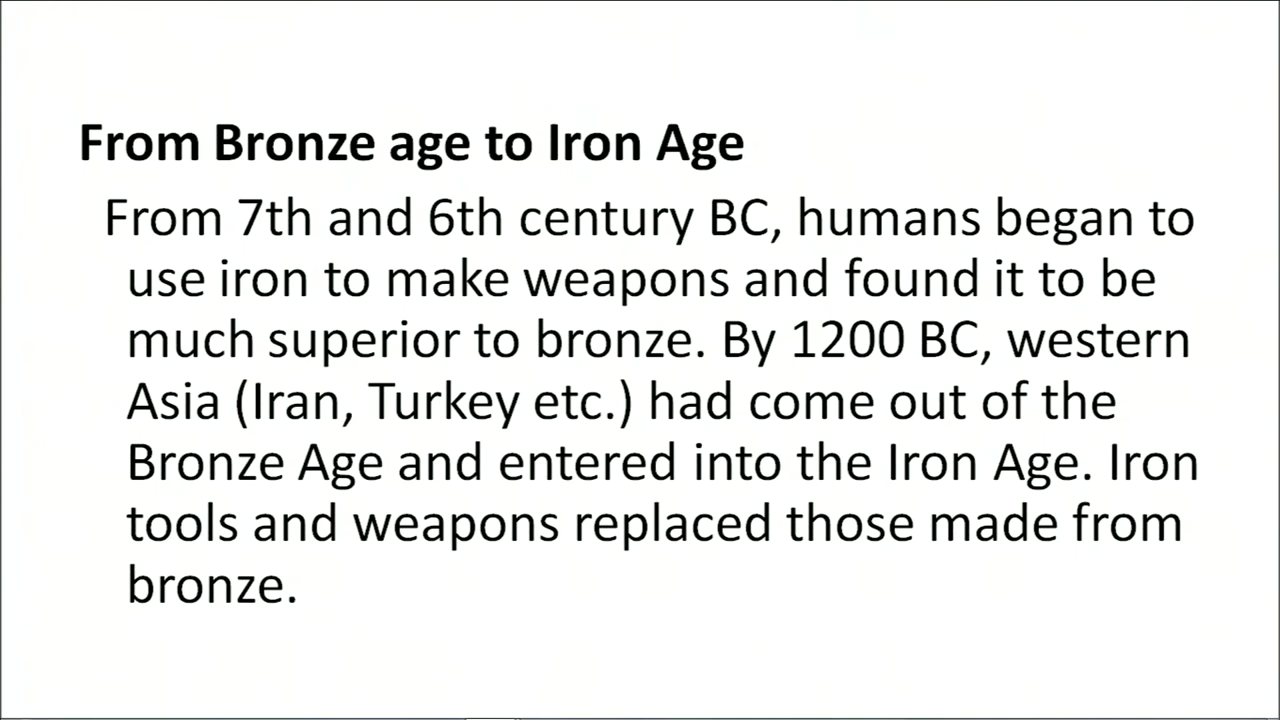 From Bronze age to Iron Age
From 7th and 6th century BC, humans began to
use iron to make weapons and found it to be
much superior to bronze. By 1200 BC, western
Asia (Iran, Turkey etc.) had come out of the
Bronze Age and entered into the Iron Age. Iron
tools and weapons replaced those made from
bronze.